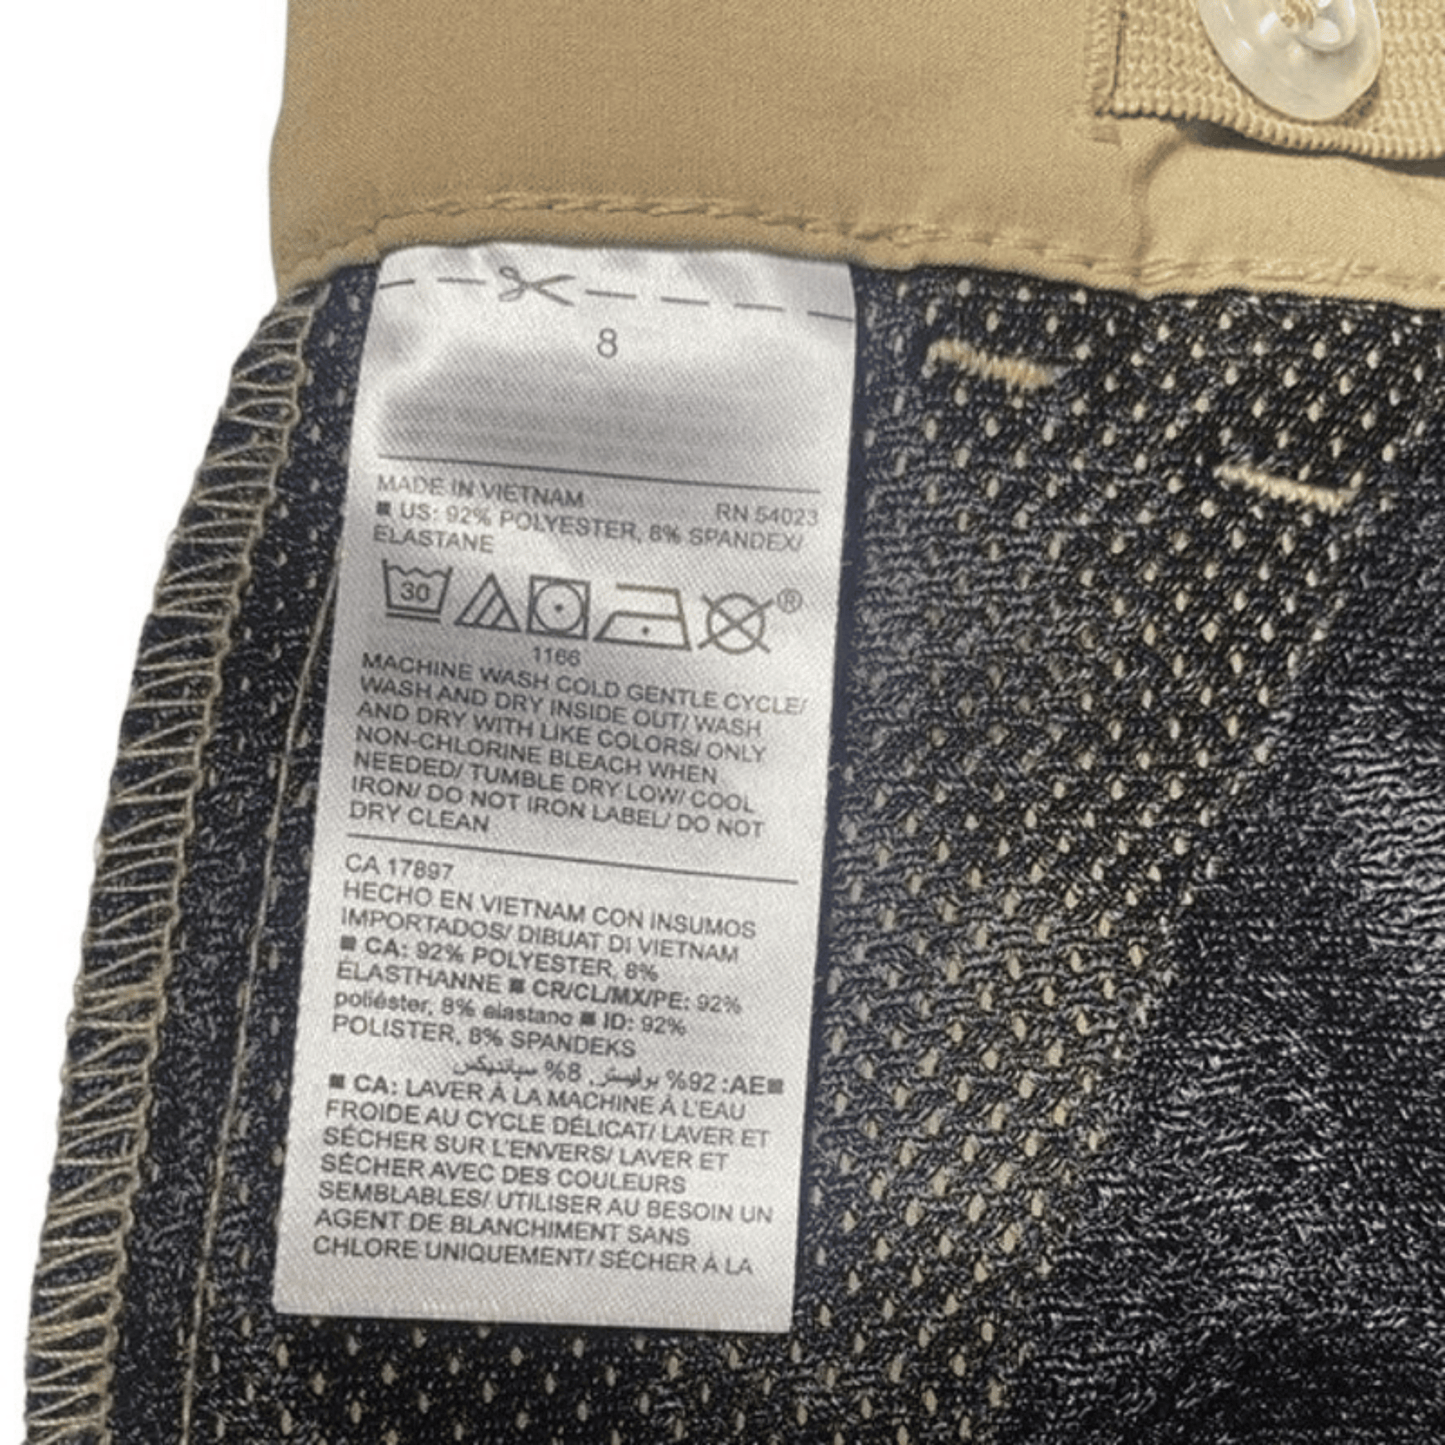 8
MADE IN VIETNAM RN 54023
■ US: 92% POLYESTER, 8% SPANDEX/
ELASTANE
30
®
1166
MACHINE WASH COLD GENTLE CYCLE/
WASH AND DRY INSIDE OUT/ WASH
AND DRY WITH LIKE COLORS/ ONLY
NON-CHLORINE BLEACH WHEN
NEEDED/ TUMBLE DRY LOW/ COOL
IRON/ DO NOT IRON LABEL/ DO NOT
DRY CLEAN
CA 17897
HECHO EN VIETNAM CON INSUMOS
IMPORTADOS/ DIBUAT DI VIETNAM
■ CA: 92% POLYESTER, 8%
ÉLASTHANNE ■ CR/CL/MX/PE: 92%
poliéster, 8% elastano ■ ID: 92%
POLISTER, 8% SPANDEKS
■AE: 92% بوليستر, 8% سباندیکس
■ CA: LAVER À LA MACHINE À L'EAU
FROIDE AU CYCLE DÉLICAT/ LAVER ET
SÉCHER SUR L'ENVERS/ LAVER ET
SÉCHER AVEC DES COULEURS
SEMBLABLES/ UTILISER AU BESOIN UN
AGENT DE BLANCHIMENT SANS
CHLORE UNIQUEMENT/ SÉCHER À LA